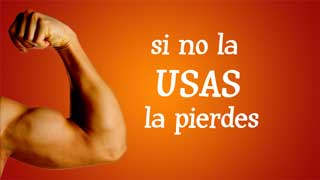 si no la
USAS
la pierdes